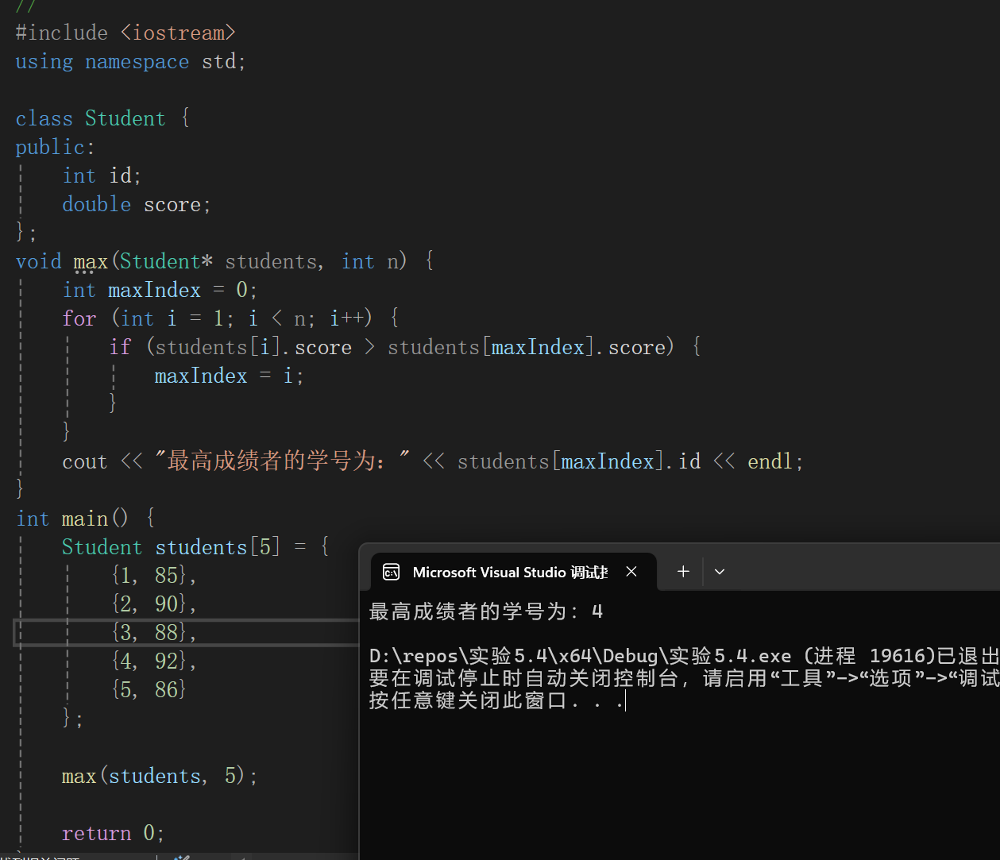 //
#include <iostream>
using namespace std;
class Student {
public:
int id;
double score;
};
void max(Student* students, int n) {
int maxIndex = 0;
for (int i = 1; i < n; i++) {
if (students[i].score > students[maxIndex].score) {
maxIndex = i;
}
}
cout << "最高成绩者的学号为: " << students[maxIndex].id << endl;
}
int main() {
Student students[5] = {
{1, 85},
{2, 90},
{3, 88},
{4, 92},
{5, 86}
};
max(students, 5);
return 0;
Microsoft Visual Studio 调试
最高成绩者的学号为: 4
D:\repos\实验5.4\x64\Debug\实验5.4.exe (进程 19616)已退出
要在调试停止时自动关闭控制台, 请启用“工具”->“选项”->“调试
按任意键关闭此窗口. . .